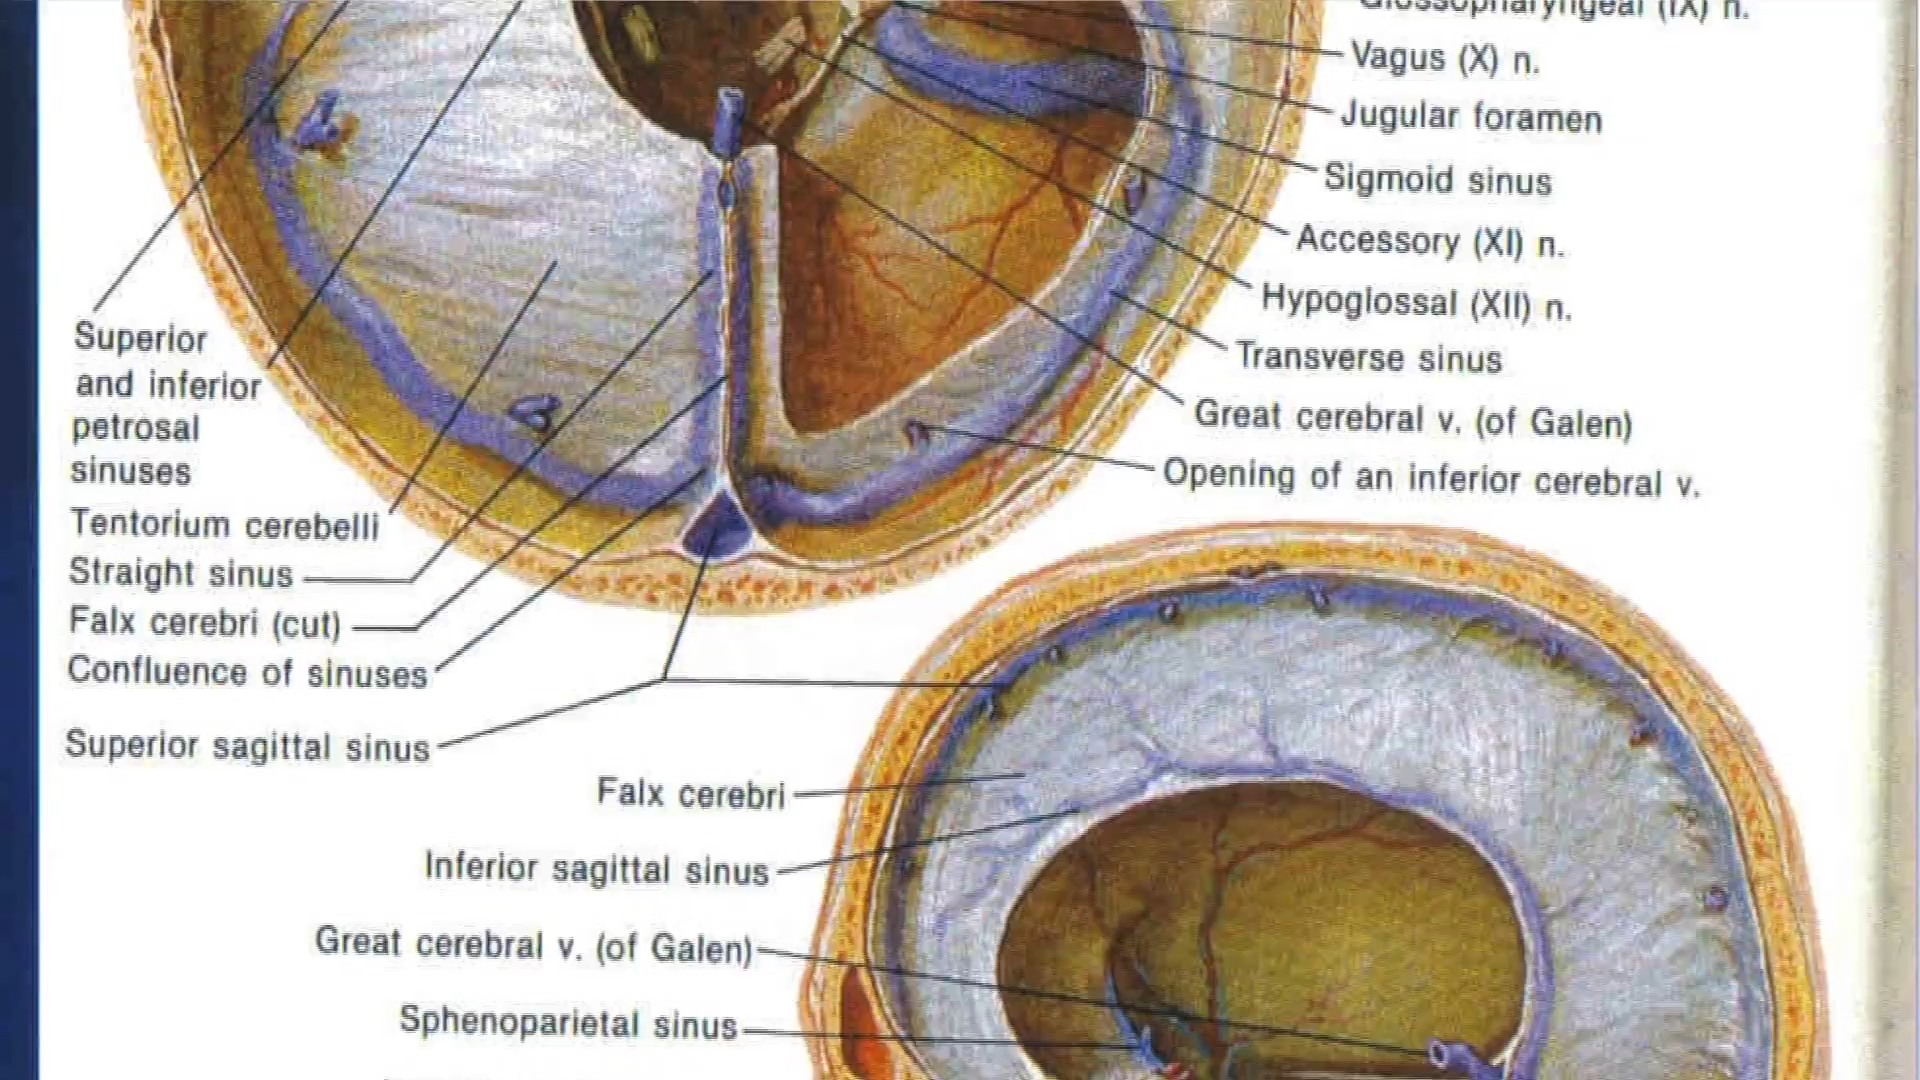 Glossopharyngeal (IX) n.
Vagus (X) n.
Jugular foramen
Sigmoid sinus
Accessory (XI) n.
Hypoglossal (XII) n.
Transverse sinus
Great cerebral v. (of Galen)
Opening of an inferior cerebral v.
Superior
and inferior
petrosal
sinuses
Tentorium cerebelli
Straight sinus
Falx cerebri (cut)
Confluence of sinuses
Superior sagittal sinus
Falx cerebri
Inferior sagittal sinus
Great cerebral v. (of Galen)
Sphenoparietal sinus